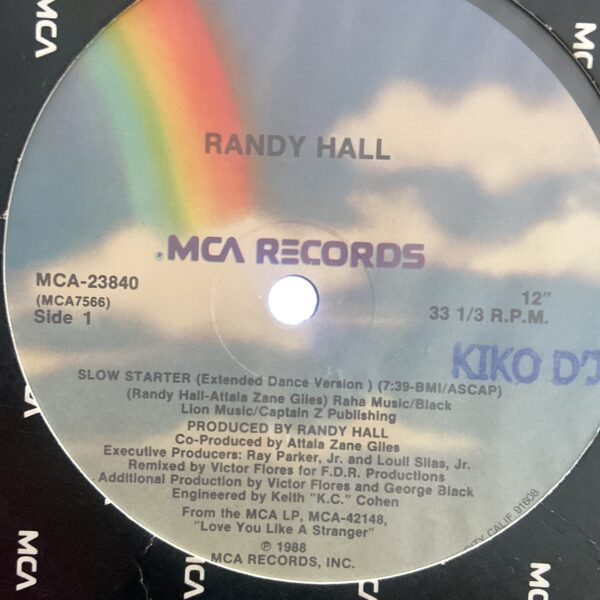 MCA
MCA
RANDY HALL
MCA RECORDS
MCA-23840
(MCA7566)
Side 1
12"
33 1/3 R.P.M.
KIKO DJ
SLOW STARTER (Extended Dance Version ) (7:39-BMI/ASCAP)
(Randy Hall-Attala Zane Giles) Raha Music/Black
Lion Music/Captain Z Publishing
PRODUCED BY RANDY HALL
Co-Produced by Attala Zane Giles
Executive Producers: Ray Parker, Jr. and Louil Silas, Jr.
Remixed by Victor Flores for F.D.R. Productions
Additional Production by Victor Flores and George Black
Engineered by Keith "K.C." Cohen
From the MCA LP, MCA-42148,
"Love You Like A Stranger"
℗ 1988
MCA RECORDS, INC.
CITY, CALIF. 91608
MCA
MCA
MCA